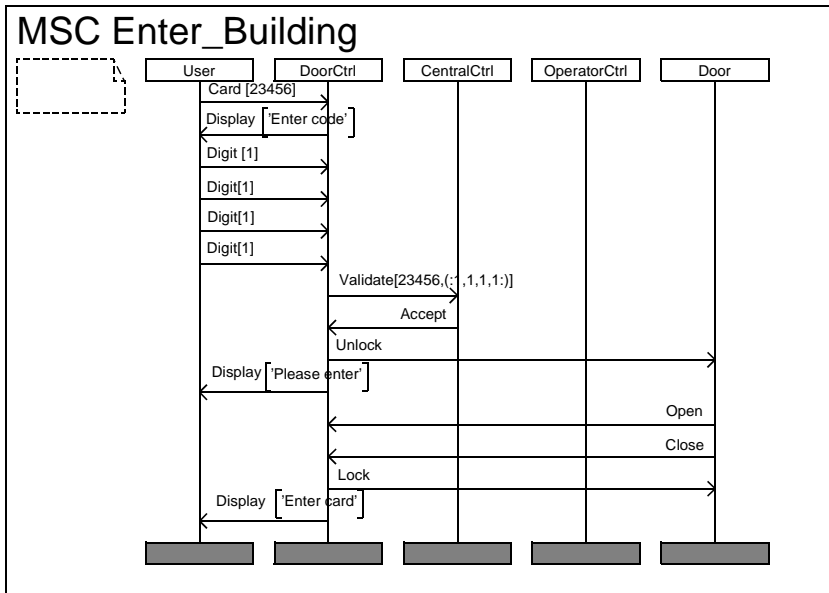 MSC Enter_Building
User DoorCtrl CentralCtrl OperatorCtrl Door
Card [23456]
Display ['Enter code']
Digit [1]
Digit[1]
Digit[1]
Digit[1]
Validate[23456,(:1,1,1,1:)]
Accept
Unlock
Display ['Please enter']
Open
Close
Lock
Display ['Enter card']